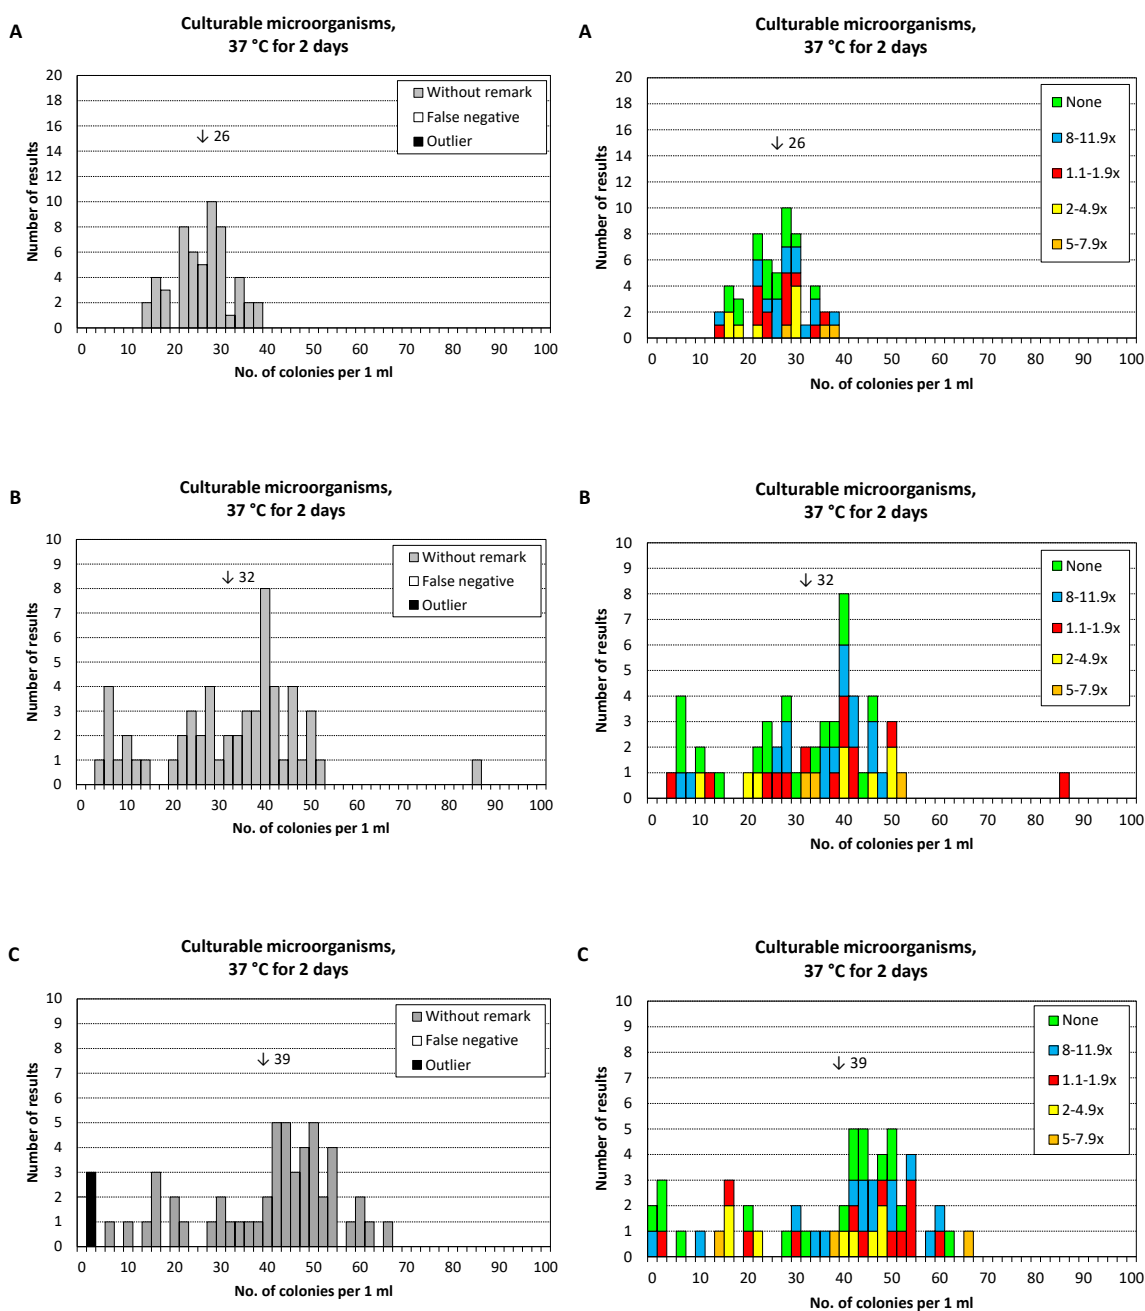 A
Culturable microorganisms,
37 °C for 2 days
Number of results
20
18
16
14
12
10
8
6
4
2
0
↓ 26
Without remark
False negative
Outlier
0 10 20 30 40 50 60 70 80 90 100
No. of colonies per 1 ml
A
Culturable microorganisms,
37 °C for 2 days
Number of results
20
18
16
14
12
10
8
6
4
2
0
↓ 26
None
8-11.9x
1.1-1.9x
2-4.9x
5-7.9x
0 10 20 30 40 50 60 70 80 90 100
No. of colonies per 1 ml
B
Culturable microorganisms,
37 °C for 2 days
Number of results
10
9
8
7
6
5
4
3
2
1
0
↓ 32
Without remark
False negative
Outlier
0 10 20 30 40 50 60 70 80 90 100
No. of colonies per 1 ml
B
Culturable microorganisms,
37 °C for 2 days
Number of results
10
9
8
7
6
5
4
3
2
1
0
↓ 32
None
8-11.9x
1.1-1.9x
2-4.9x
5-7.9x
0 10 20 30 40 50 60 70 80 90 100
No. of colonies per 1 ml
C
Culturable microorganisms,
37 °C for 2 days
Number of results
10
9
8
7
6
5
4
3
2
1
0
↓ 39
Without remark
False negative
Outlier
0 10 20 30 40 50 60 70 80 90 100
No. of colonies per 1 ml
C
Culturable microorganisms,
37 °C for 2 days
Number of results
10
9
8
7
6
5
4
3
2
1
0
↓ 39
None
8-11.9x
1.1-1.9x
2-4.9x
5-7.9x
0 10 20 30 40 50 60 70 80 90 100
No. of colonies per 1 ml